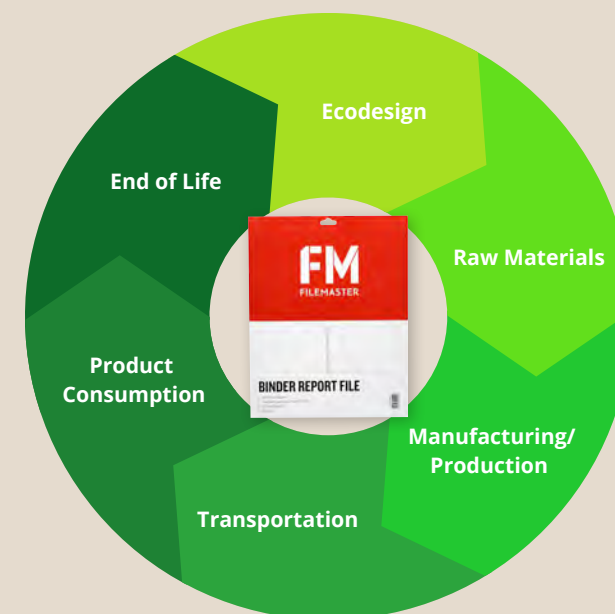 Ecodesign
End of Life
Raw Materials
FM
FILEMASTER
Product
Consumption
BINDER REPORT FILE
Manufacturing/
Production
Transportation